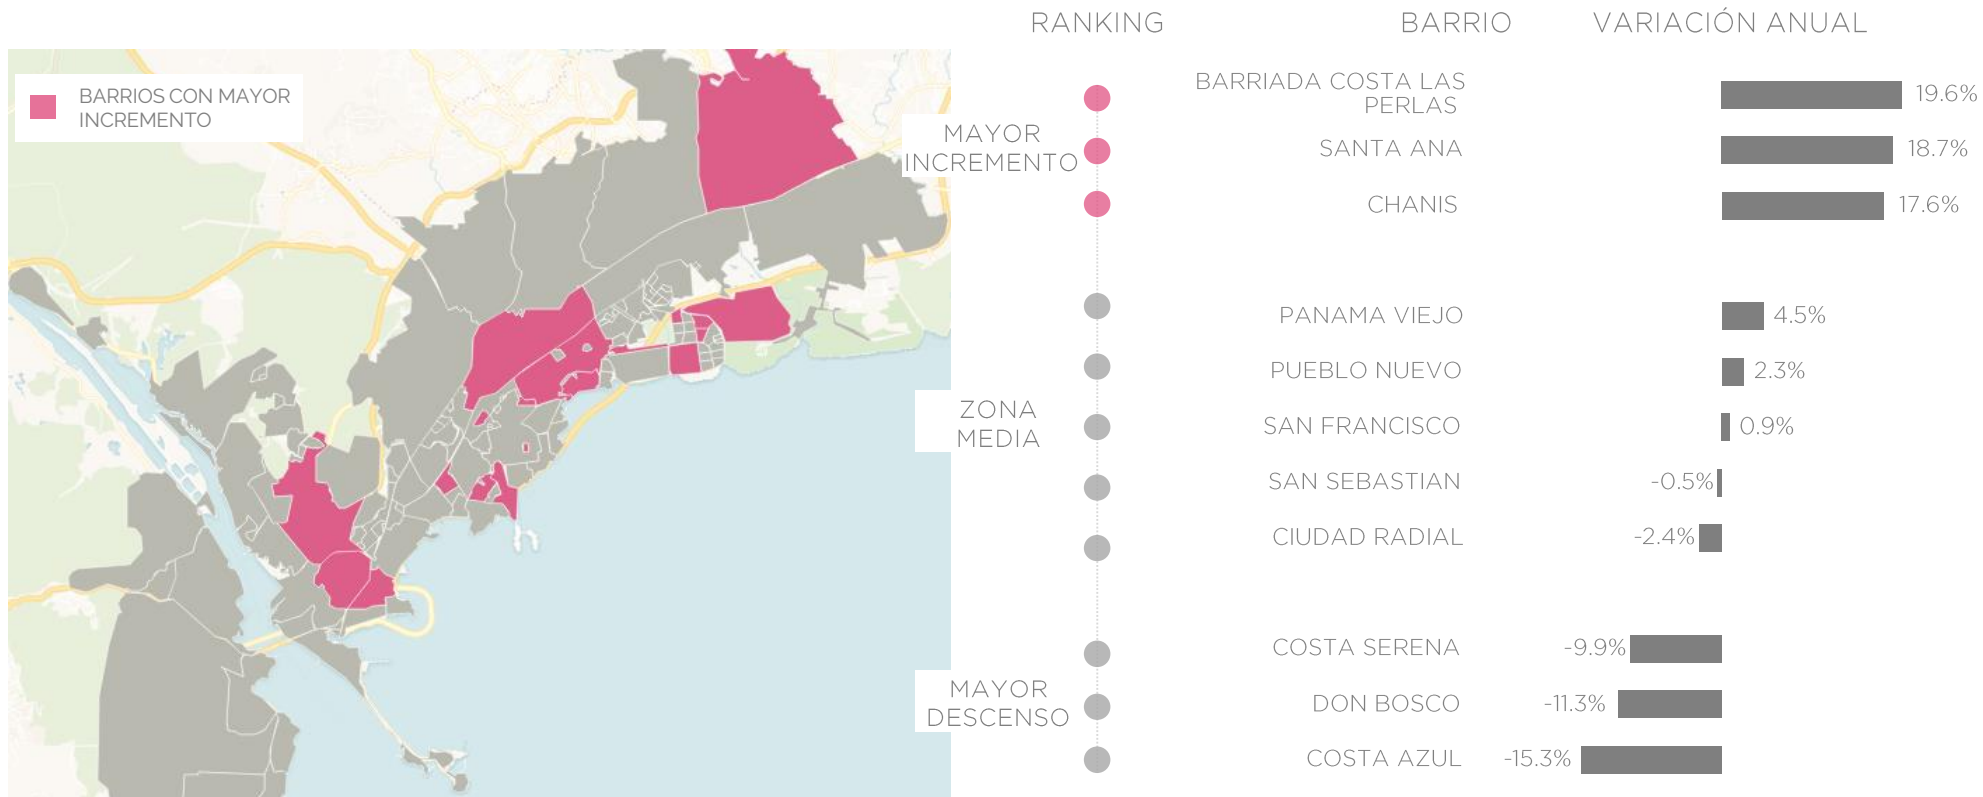 RANKING BARRIO VARIACIÓN ANUAL
BARRIOS CON MAYOR
INCREMENTO
MAYOR
INCREMENTO
BARRIADA COSTA LAS
PERLAS
19.6%
SANTA ANA 18.7%
CHANIS 17.6%
ZONA
MEDIA
PANAMA VIEJO 4.5%
PUEBLO NUEVO 2.3%
SAN FRANCISCO 0.9%
SAN SEBASTIAN -0.5%
CIUDAD RADIAL -2.4%
MAYOR
DESCENSO
COSTA SERENA -9.9%
DON BOSCO -11.3%
COSTA AZUL -15.3%